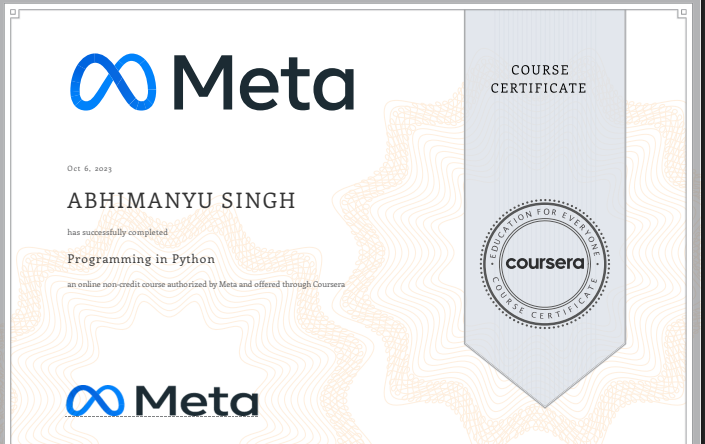 Meta
COURSE
CERTIFICATE
Oct 6, 2023
ABHIMANYU SINGH
has successfully completed
Programming in Python
an online non-credit course authorized by Meta and offered through Coursera
EDUCATION FOR EVERYONE
coursera
COURSE CERTIFICATE
Meta